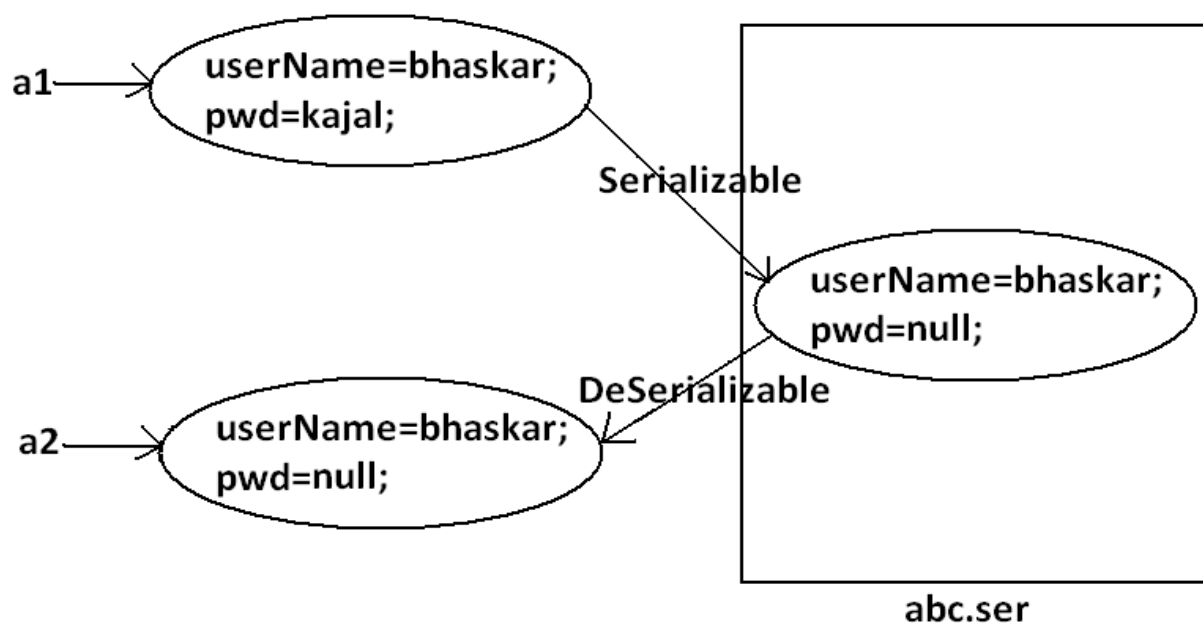 a1
userName=bhaskar;
pwd=kajal;
Serializable
userName=bhaskar;
pwd=null;
DeSerializable
a2
userName=bhaskar;
pwd=null;
abc.ser